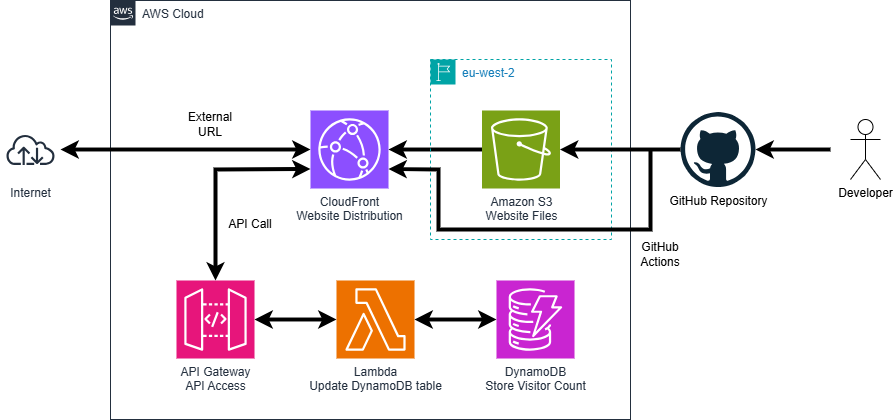 aws
AWS Cloud
eu-west-2
External
URL
Internet
CloudFront
Website Distribution
Amazon S3
Website Files
GitHub Repository
Developer
API Call
GitHub
Actions
API Gateway
API Access
Lambda
Update DynamoDB table
DynamoDB
Store Visitor Count